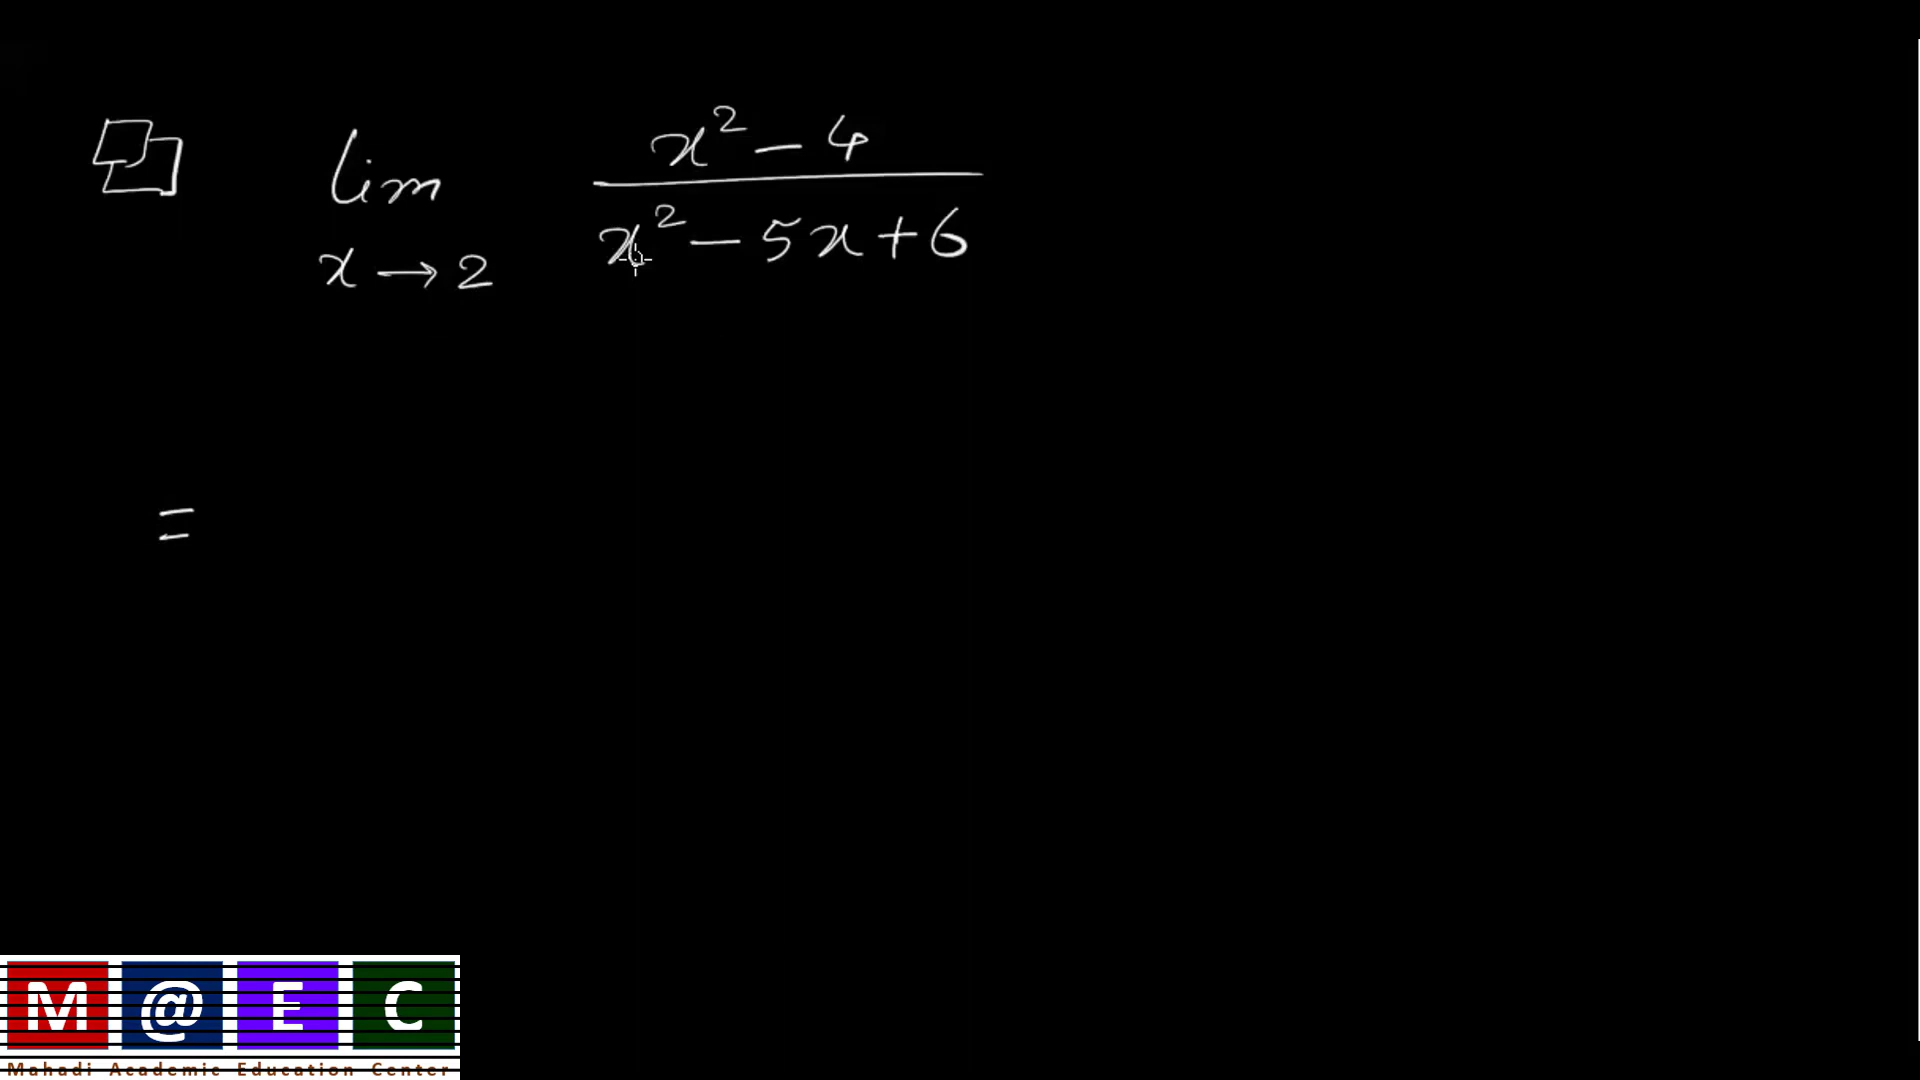 lim x→2 (x² - 4)/(x² - 5x + 6)
=
M @ E C
Mahadi Academic Education Center